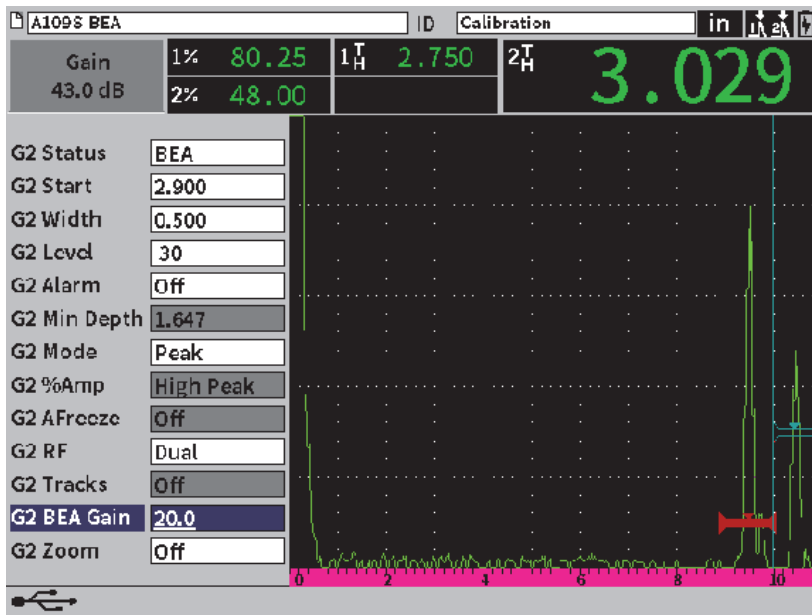 A109S BEA ID Calibration in
Gain
43.0 dB
1% 80.25
2% 48.00
1TH 2.750
2TH 3.029
G2 Status BEA
G2 Start 2.900
G2 Width 0.500
G2 Level 30
G2 Alarm Off
G2 Min Depth 1.647
G2 Mode Peak
G2 %Amp High Peak
G2 AFreeze Off
G2 RF Dual
G2 Tracks Off
G2 BEA Gain 20.0
G2 Zoom Off
0 2 4 6 8 10